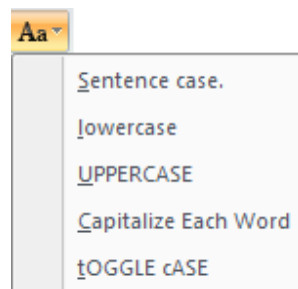 Aa
Sentence case.
lowercase
UPPERCASE
Capitalize Each Word
tOGGLE cASE